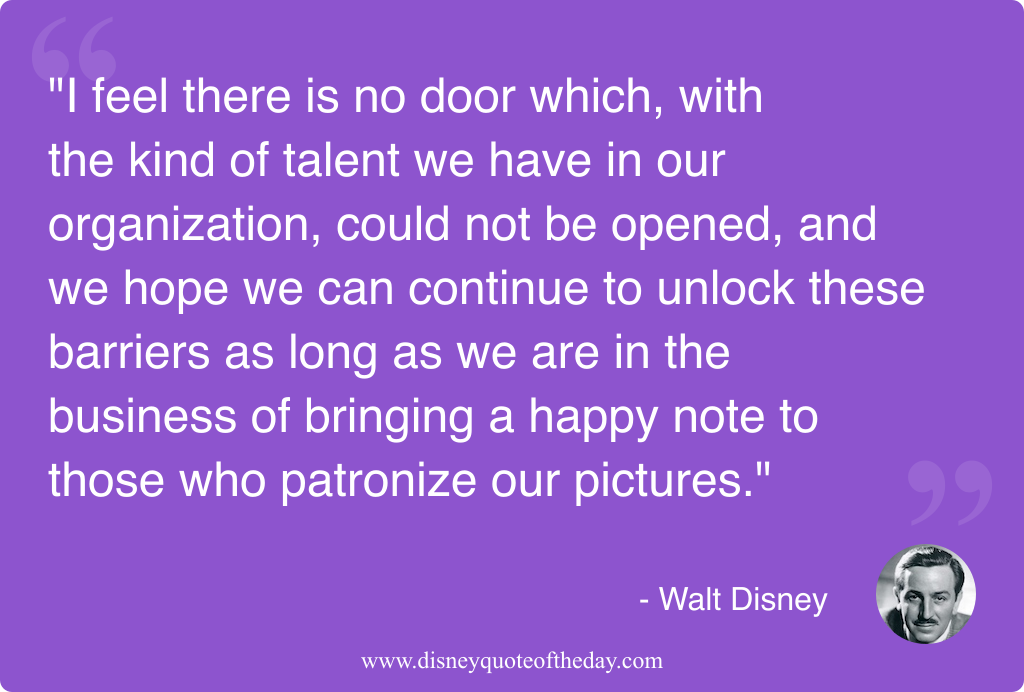 "I feel there is no door which, with
the kind of talent we have in our
organization, could not be opened, and
we hope we can continue to unlock these
barriers as long as we are in the
business of bringing a happy note to
those who patronize our pictures."
- Walt Disney
www.disneyquoteoftheday.com